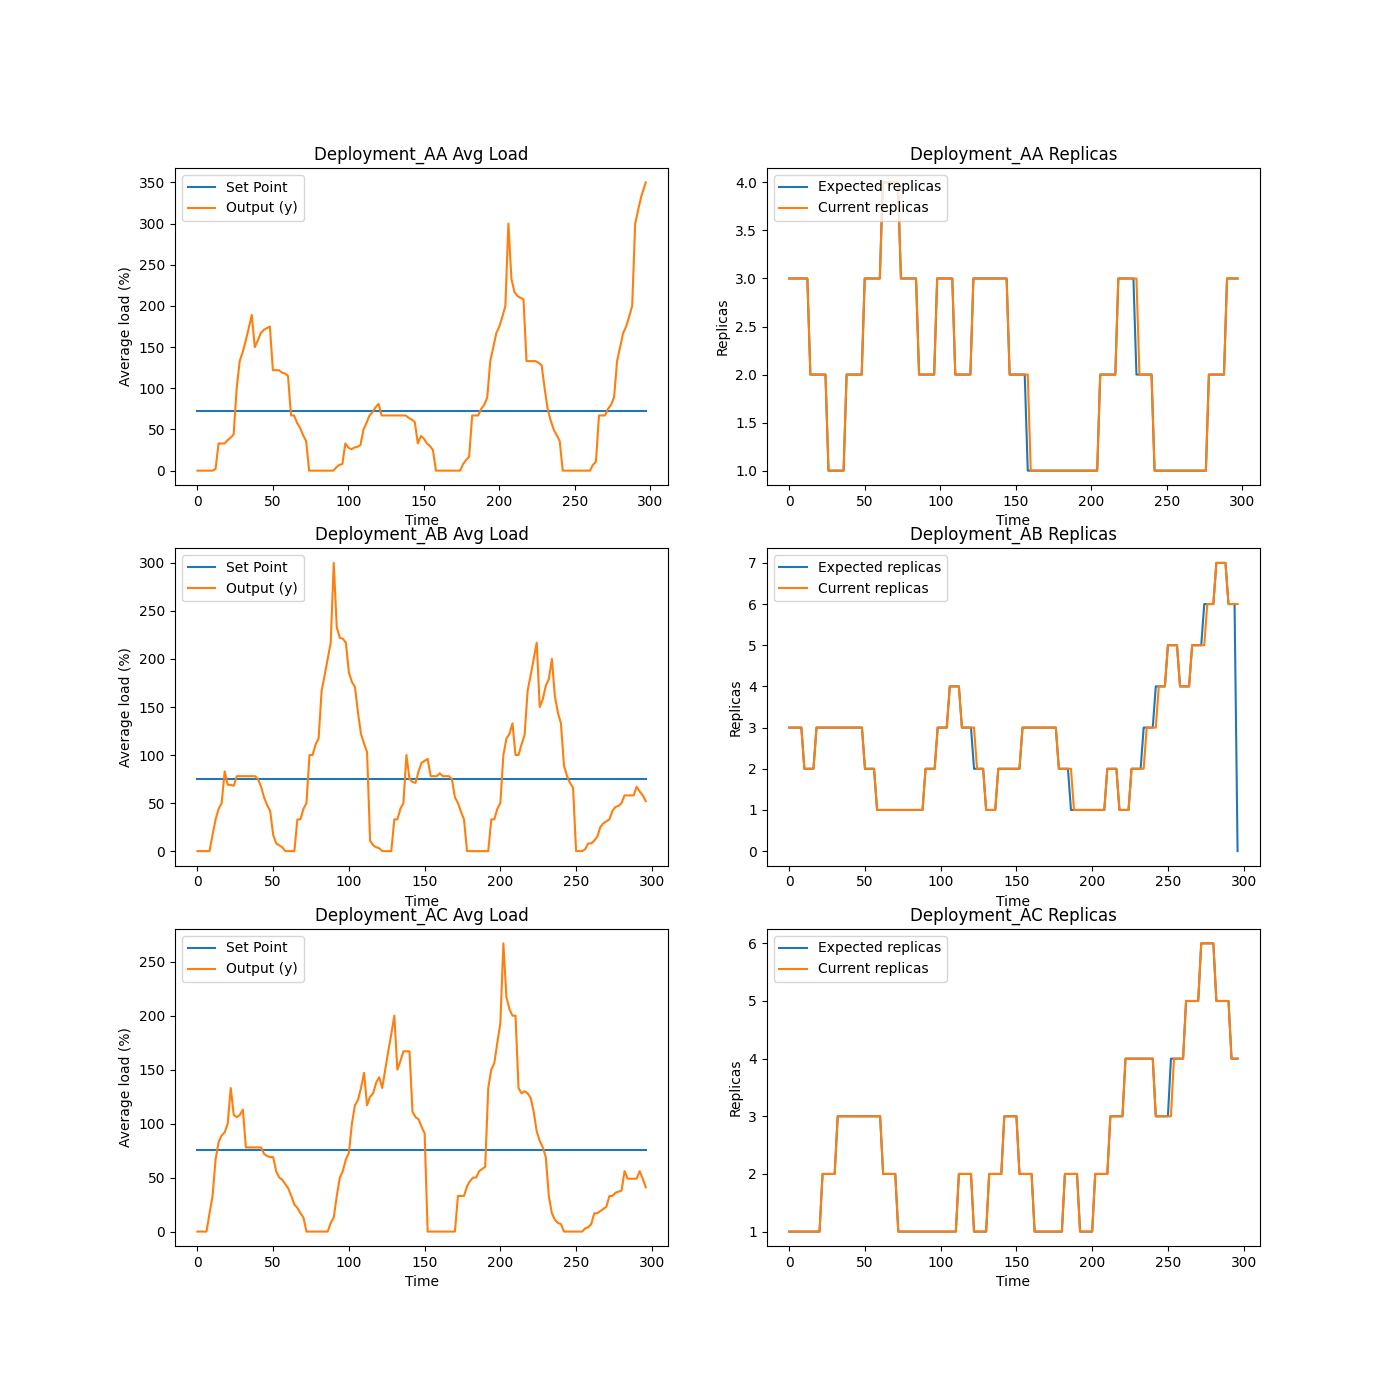 Deployment_AA Avg Load
Set Point
Output (y)
350
300
250
200
150
100
50
0
Average load (%)
0 50 100 150 200 250 300
Time
Deployment_AA Replicas
Expected replicas
Current replicas
4.0
3.5
3.0
2.5
2.0
1.5
1.0
Replicas
0 50 100 150 200 250 300
Time
Deployment_AB Avg Load
Set Point
Output (y)
300
250
200
150
100
50
0
Average load (%)
0 50 100 150 200 250 300
Time
Deployment_AB Replicas
Expected replicas
Current replicas
7
6
5
4
3
2
1
0
Replicas
0 50 100 150 200 250 300
Time
Deployment_AC Avg Load
Set Point
Output (y)
250
200
150
100
50
0
Average load (%)
0 50 100 150 200 250 300
Time
Deployment_AC Replicas
Expected replicas
Current replicas
6
5
4
3
2
1
Replicas
0 50 100 150 200 250 300
Time